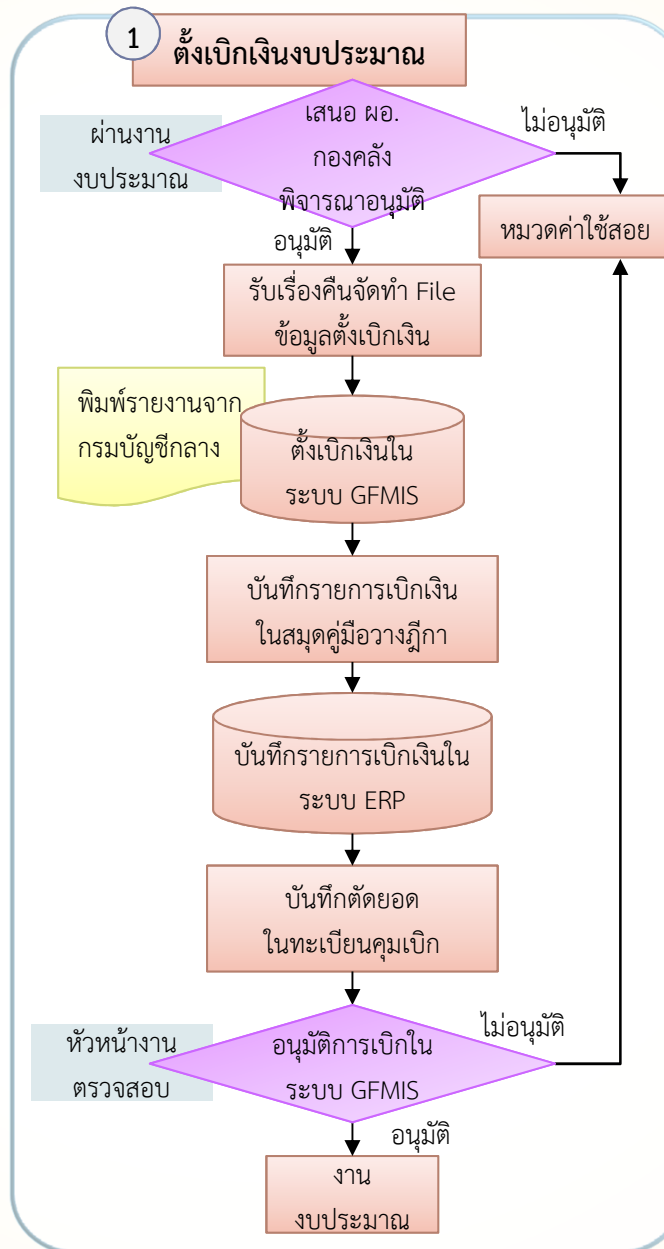 1
ตั้งเบิกเงินงบประมาณ
เสนอ ผอ.
กองคลัง
พิจารณาอนุมัติ
ผ่านงาน
งบประมาณ
ไม่อนุมัติ
หมวดค่าใช้สอย
อนุมัติ
รับเรื่องคืนจัดทำ File
ข้อมูลตั้งเบิกเงิน
พิมพ์รายงานจาก
กรมบัญชีกลาง
ตั้งเบิกเงินใน
ระบบ GFMIS
บันทึกรายการเบิกเงิน
ในสมุดคู่มือวางฎีกา
บันทึกรายการเบิกเงินใน
ระบบ ERP
บันทึกตัดยอด
ในทะเบียนคุมเบิก
หัวหน้างาน
ตรวจสอบ
อนุมัติการเบิกใน
ระบบ GFMIS
ไม่อนุมัติ
อนุมัติ
งาน
งบประมาณ